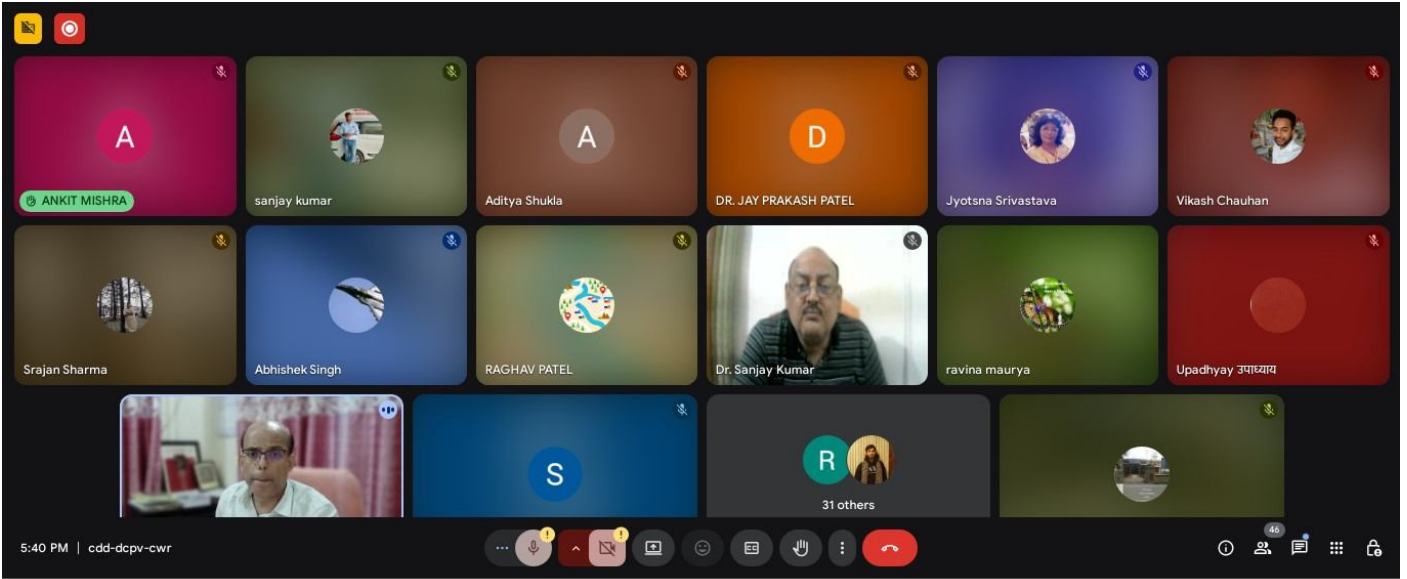 A
ANKIT MISHRA
sanjay kumar
A
Aditya Shukla
D
DR. JAY PRAKASH PATEL
Jyotsna Srivastava
Vikash Chauhan
Srajan Sharma
Abhishek Singh
RAGHAV PATEL
Dr. Sanjay Kumar
ravina maurya
Upadhyay उपाध्याय
S
R
31 others
5:40 PM | cdd-dcpv-cwr
!
!
CC
46